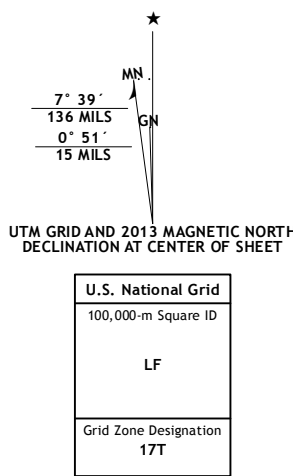 MN
7° 39´
136 MILS
GN
0° 51´
15 MILS
UTM GRID AND 2013 MAGNETIC NORTH
DECLINATION AT CENTER OF SHEET
U.S. National Grid
100,000-m Square ID
LF
Grid Zone Designation
17T